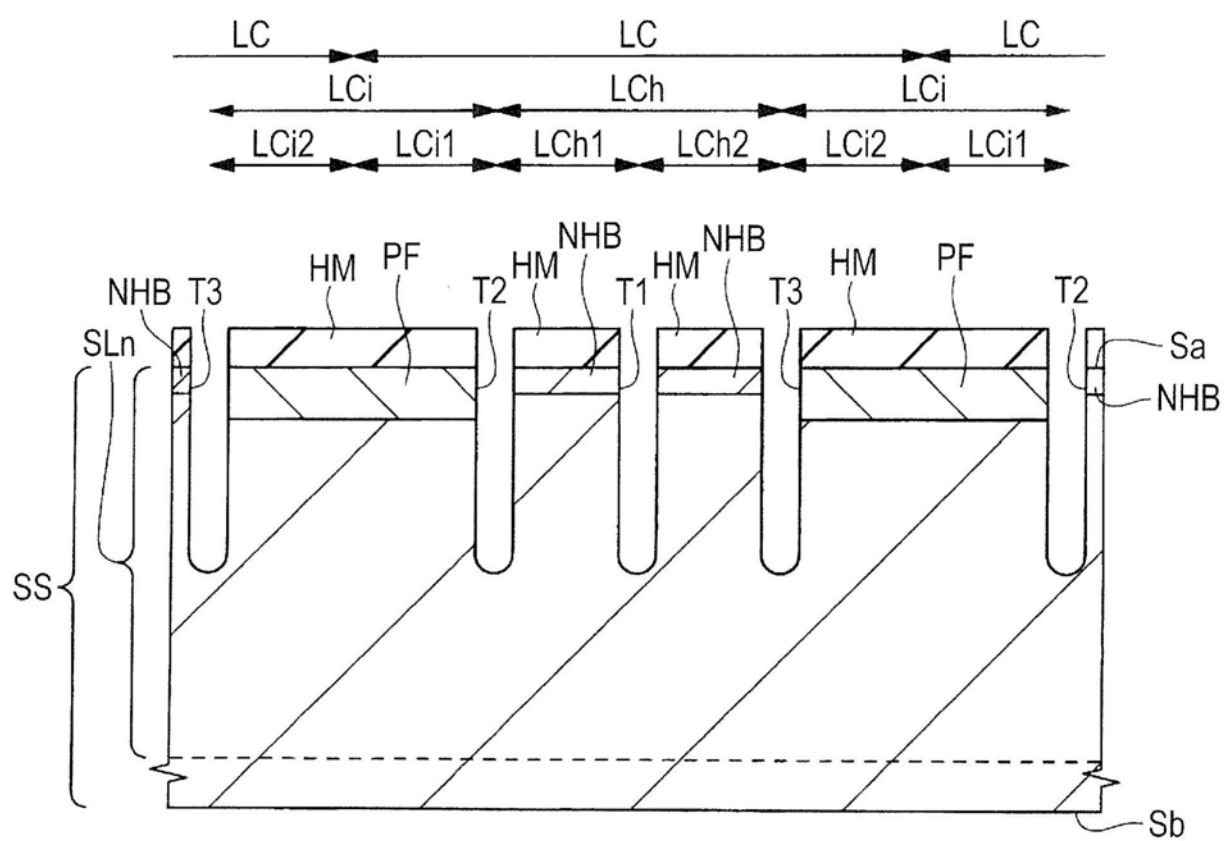 LC LC LC
LCi LCh LCi
LCi2 LCi1 LCh1 LCh2 LCi2 LCi1
NHB NHB
HM PF HM HM HM PF
NHB T3 T2 T1 T3 T2
SLn Sa
NHB
SS
Sb